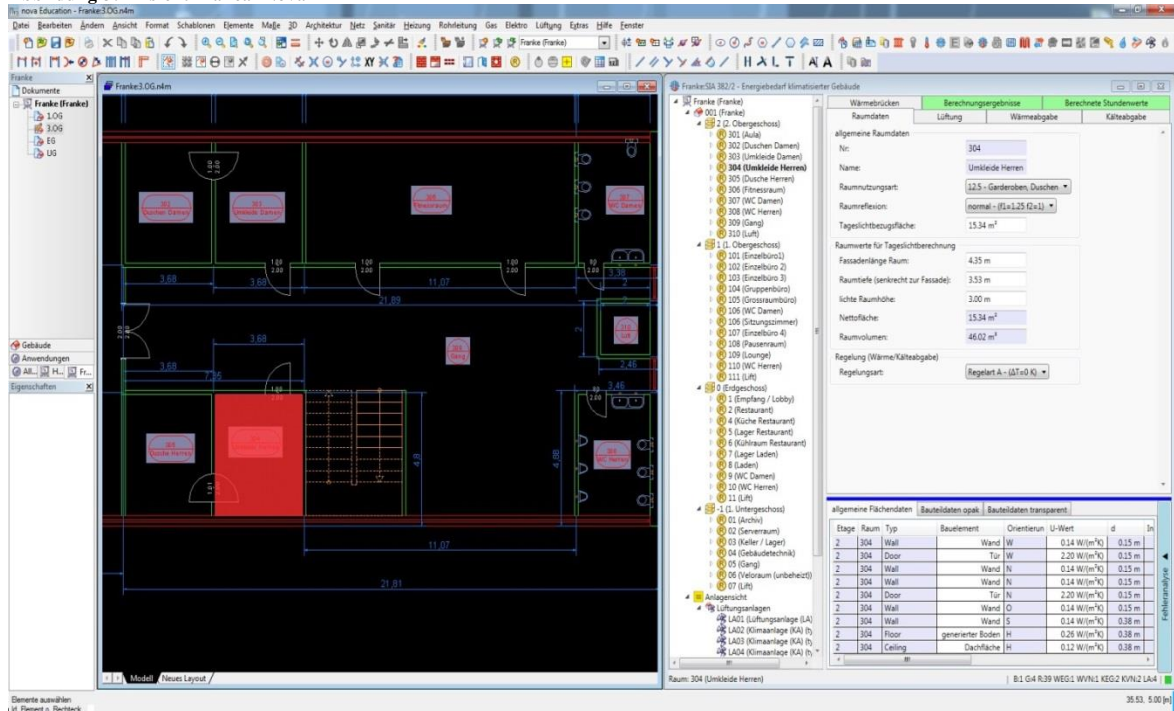 nova Education - Franke:3.OG.n4m
Datei Bearbeiten Ändern Ansicht Format Schablonen Elemente Maße 3D Architektur Netz Sanitär Heizung Rohrleitung Gas Elektro Lüftung Extras Hilfe Fenster
Franke (Franke)
Franke
Dokumente
Franke (Franke)
1.OG
3.OG
EG
UG
Gebäude
Anwendungen
All... H... Fr...
Eigenschaften
Franke:3.OG.n4m
3,68
3,68
11,07
21,89
3,38
2,46
3,46
3,68
3,68
7,35
4,8
4,88
11,07
21,81
Modell Neues Layout
Franke:SIA 382/2 - Energiebedarf klimatisierter Gebäude
Franke (Franke)
001 (Franke)
2 (2. Obergeschoss)
301 (Aula)
302 (Duschen Damen)
303 (Umkleide Damen)
304 (Umkleide Herren)
305 (Dusche Herren)
306 (Fitnessraum)
307 (WC Damen)
308 (WC Herren)
309 (Gang)
310 (Luft)
1 (1. Obergeschoss)
101 (Einzelbüro1)
102 (Einzelbüro 2)
103 (Einzelbüro 3)
104 (Gruppenbüro)
105 (Grossraumbüro)
106 (WC Damen)
106 (Sitzungszimmer)
107 (Einzelbüro 4)
108 (Pausenraum)
109 (Lounge)
110 (WC Herren)
111 (Lift)
0 (Erdgeschoss)
1 (Empfang / Lobby)
2 (Restaurant)
4 (Küche Restaurant)
5 (Lager Restaurant)
6 (Kühlraum Restaurant)
7 (Lager Laden)
8 (Laden)
9 (WC Damen)
10 (WC Herren)
11 (Lift)
-1 (1. Untergeschoss)
01 (Archiv)
02 (Serverraum)
03 (Keller / Lager)
04 (Gebäudetechnik)
05 (Gang)
06 (Veloraum (unbeheizt))
07 (Lift)
Anlagensicht
Lüftungsanlagen
LA01 (Lüftungsanlage (LA)
LA02 (Klimaanlage (KA) (t,
LA03 (Klimaanlage (KA) (t,
LA04 (Klimaanlage (KA) (t,
Wärmebrücken Berechnungsergebnisse Berechnete Stundenwerte
Raumdaten Lüftung Wärmeabgabe Kälteabgabe
allgemeine Raumdaten
Nr: 304
Name: Umkleide Herren
Raumnutzungsart: 12.5 - Garderoben, Duschen
Raumreflexion: normal - (f1=1.25 f2=1)
Tageslichtbezugsfläche: 15.34 m²
Raumwerte für Tageslichtberechnung
Fassadenlänge Raum: 4.35 m
Raumtiefe (senkrecht zur Fassade): 3.53 m
lichte Raumhöhe: 3.00 m
Nettofläche: 15.34 m²
Raumvolumen: 46.02 m³
Regelung (Wärme/Kälteabgabe)
Regelungsart: Regelart A - (ΔT=0 K)
allgemeine Flächendaten Bauteildaten opak Bauteildaten transparent
Etage Raum Typ Bauelement Orientierun U-Wert d In
2 304 Wall Wand W 0.14 W/(m²K) 0.15 m
2 304 Door Tür W 2.20 W/(m²K) 0.15 m
2 304 Wall Wand N 0.14 W/(m²K) 0.15 m
2 304 Wall Wand N 0.14 W/(m²K) 0.15 m
2 304 Door Tür N 2.20 W/(m²K) 0.15 m
2 304 Wall Wand O 0.14 W/(m²K) 0.15 m
2 304 Wall Wand S 0.14 W/(m²K) 0.38 m
2 304 Floor generierter Boden H 0.26 W/(m²K) 0.38 m
2 304 Ceiling Dachfläche H 0.12 W/(m²K) 0.38 m
Fehleranalyse
Raum: 304 (Umkleide Herren)
B:1 G:4 R:39 WEG:1 WVN:1 KEG:2 KVN:2 LA:4
Elemente auswählen
35.53, 5.00 [m]